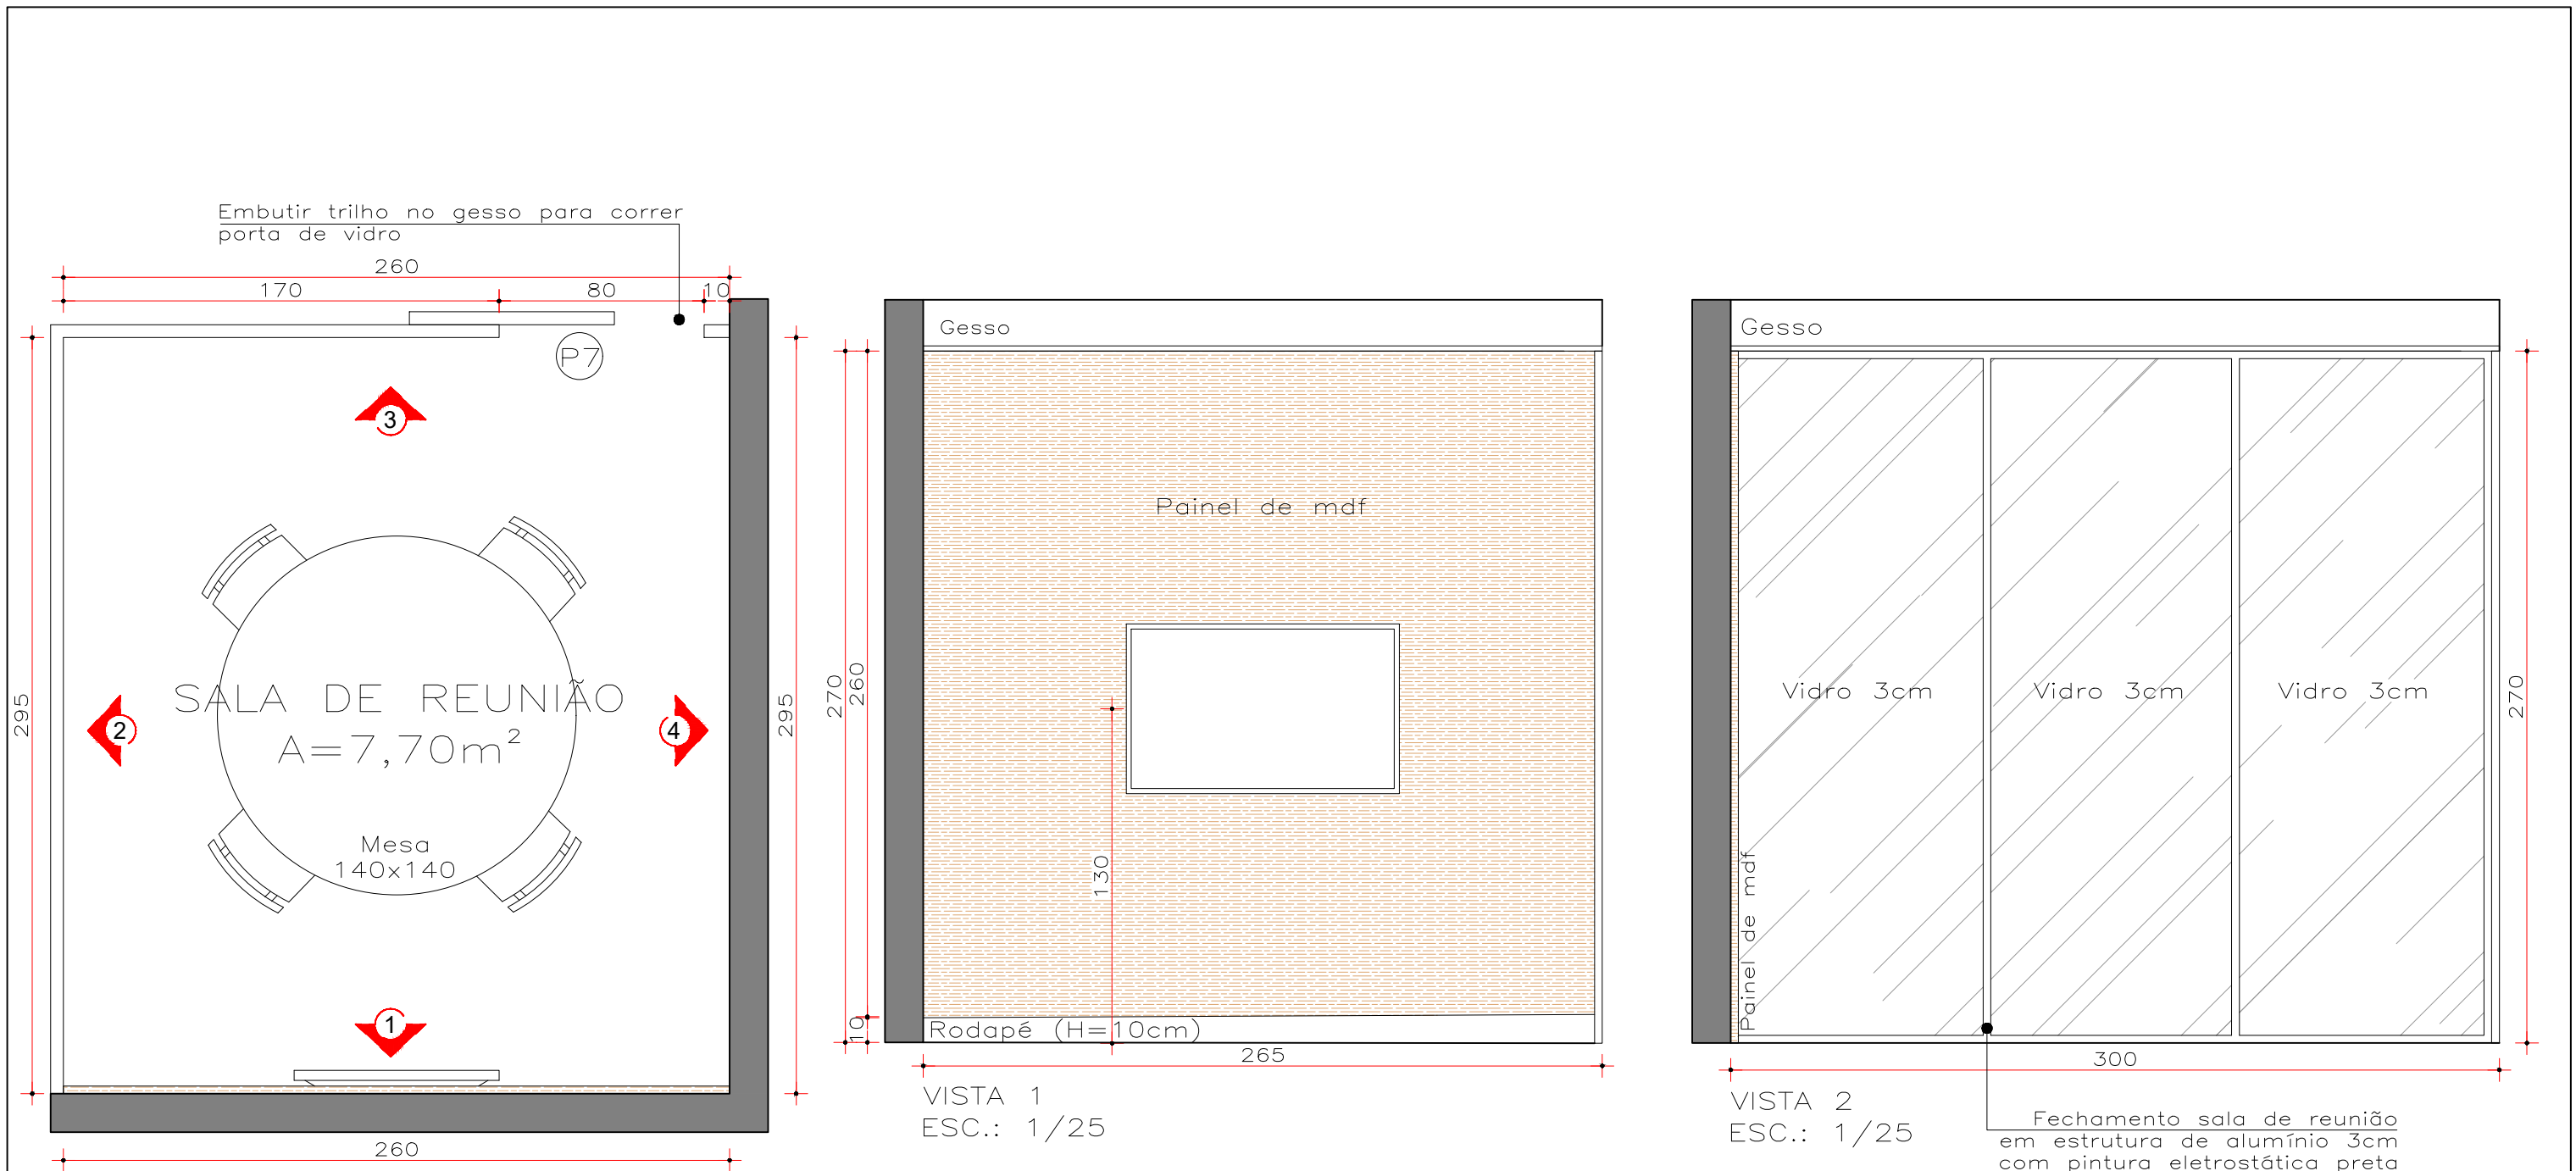 Embutir trilho no gesso para correr
porta de vidro
260
170
80
10
P7
3
295
2
SALA DE REUNIÃO
A=7,70m²
4
295
Mesa
140x140
1
260
Gesso
Painel de mdf
270
260
130
10
Rodapé (H=10cm)
265
VISTA 1
ESC.: 1/25
Gesso
Vidro 3cm
Vidro 3cm
Vidro 3cm
Painel de mdf
270
300
VISTA 2
ESC.: 1/25
Fechamento sala de reunião
em estrutura de alumínio 3cm
com pintura eletrostática preta